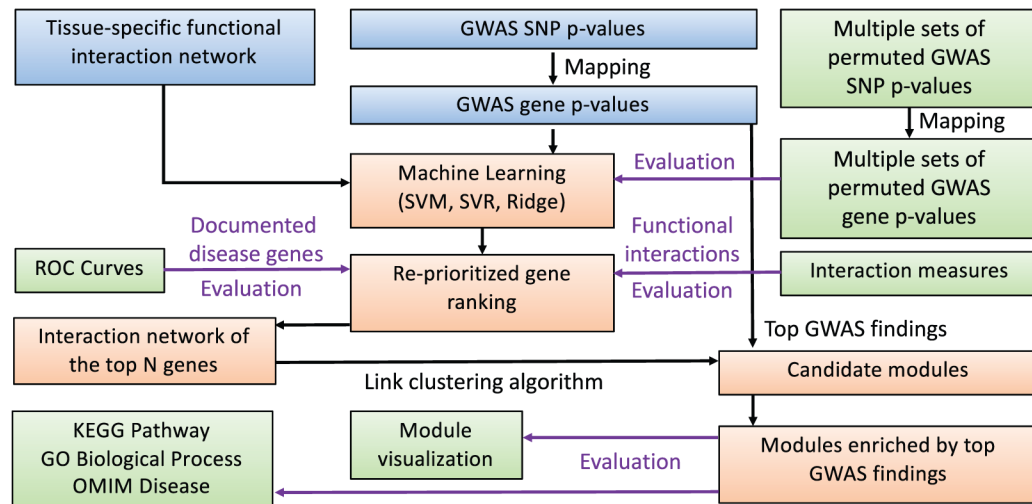 Tissue-specific functional
interaction network
GWAS SNP p-values
Mapping
GWAS gene p-values
Multiple sets of
permuted GWAS
SNP p-values
Mapping
Multiple sets of
permuted GWAS
gene p-values
Machine Learning
(SVM, SVR, Ridge)
Evaluation
Documented
disease genes
Evaluation
ROC Curves
Re-prioritized gene
ranking
Functional
interactions
Evaluation
Interaction measures
Interaction network of
the top N genes
Link clustering algorithm
Top GWAS findings
Candidate modules
KEGG Pathway
GO Biological Process
OMIM Disease
Module
visualization
Evaluation
Modules enriched by top
GWAS findings